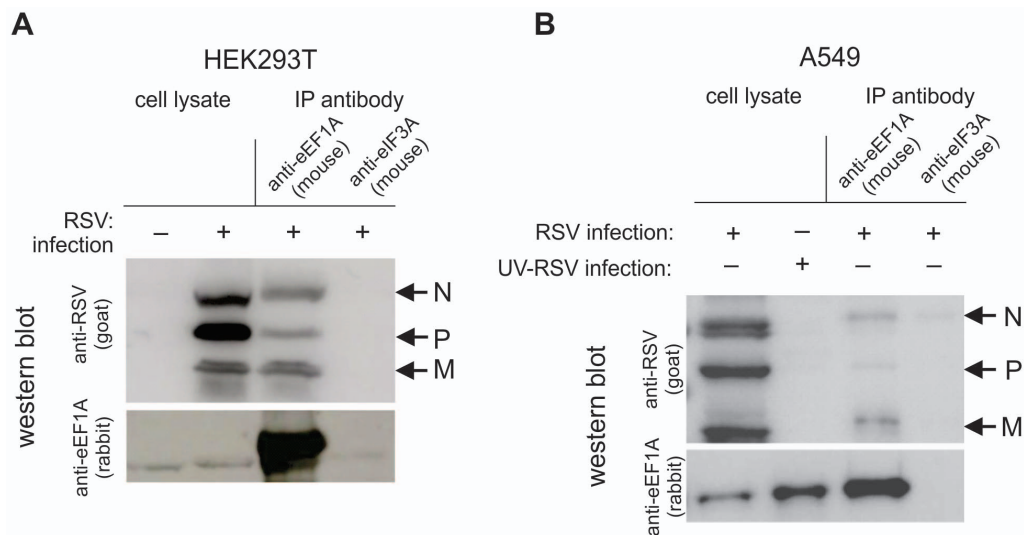 A
HEK293T
cell lysate
IP antibody
anti-eEF1A
(mouse)
anti-eIF3A
(mouse)
RSV:
infection
– + + +
western blot
anti-RSV
(goat)
N
P
M
anti-eEF1A
(rabbit)
B
A549
cell lysate
IP antibody
anti-eEF1A
(mouse)
anti-eIF3A
(mouse)
RSV infection: + – + +
UV-RSV infection: – + – –
western blot
anti-RSV
(goat)
N
P
M
anti-eEF1A
(rabbit)